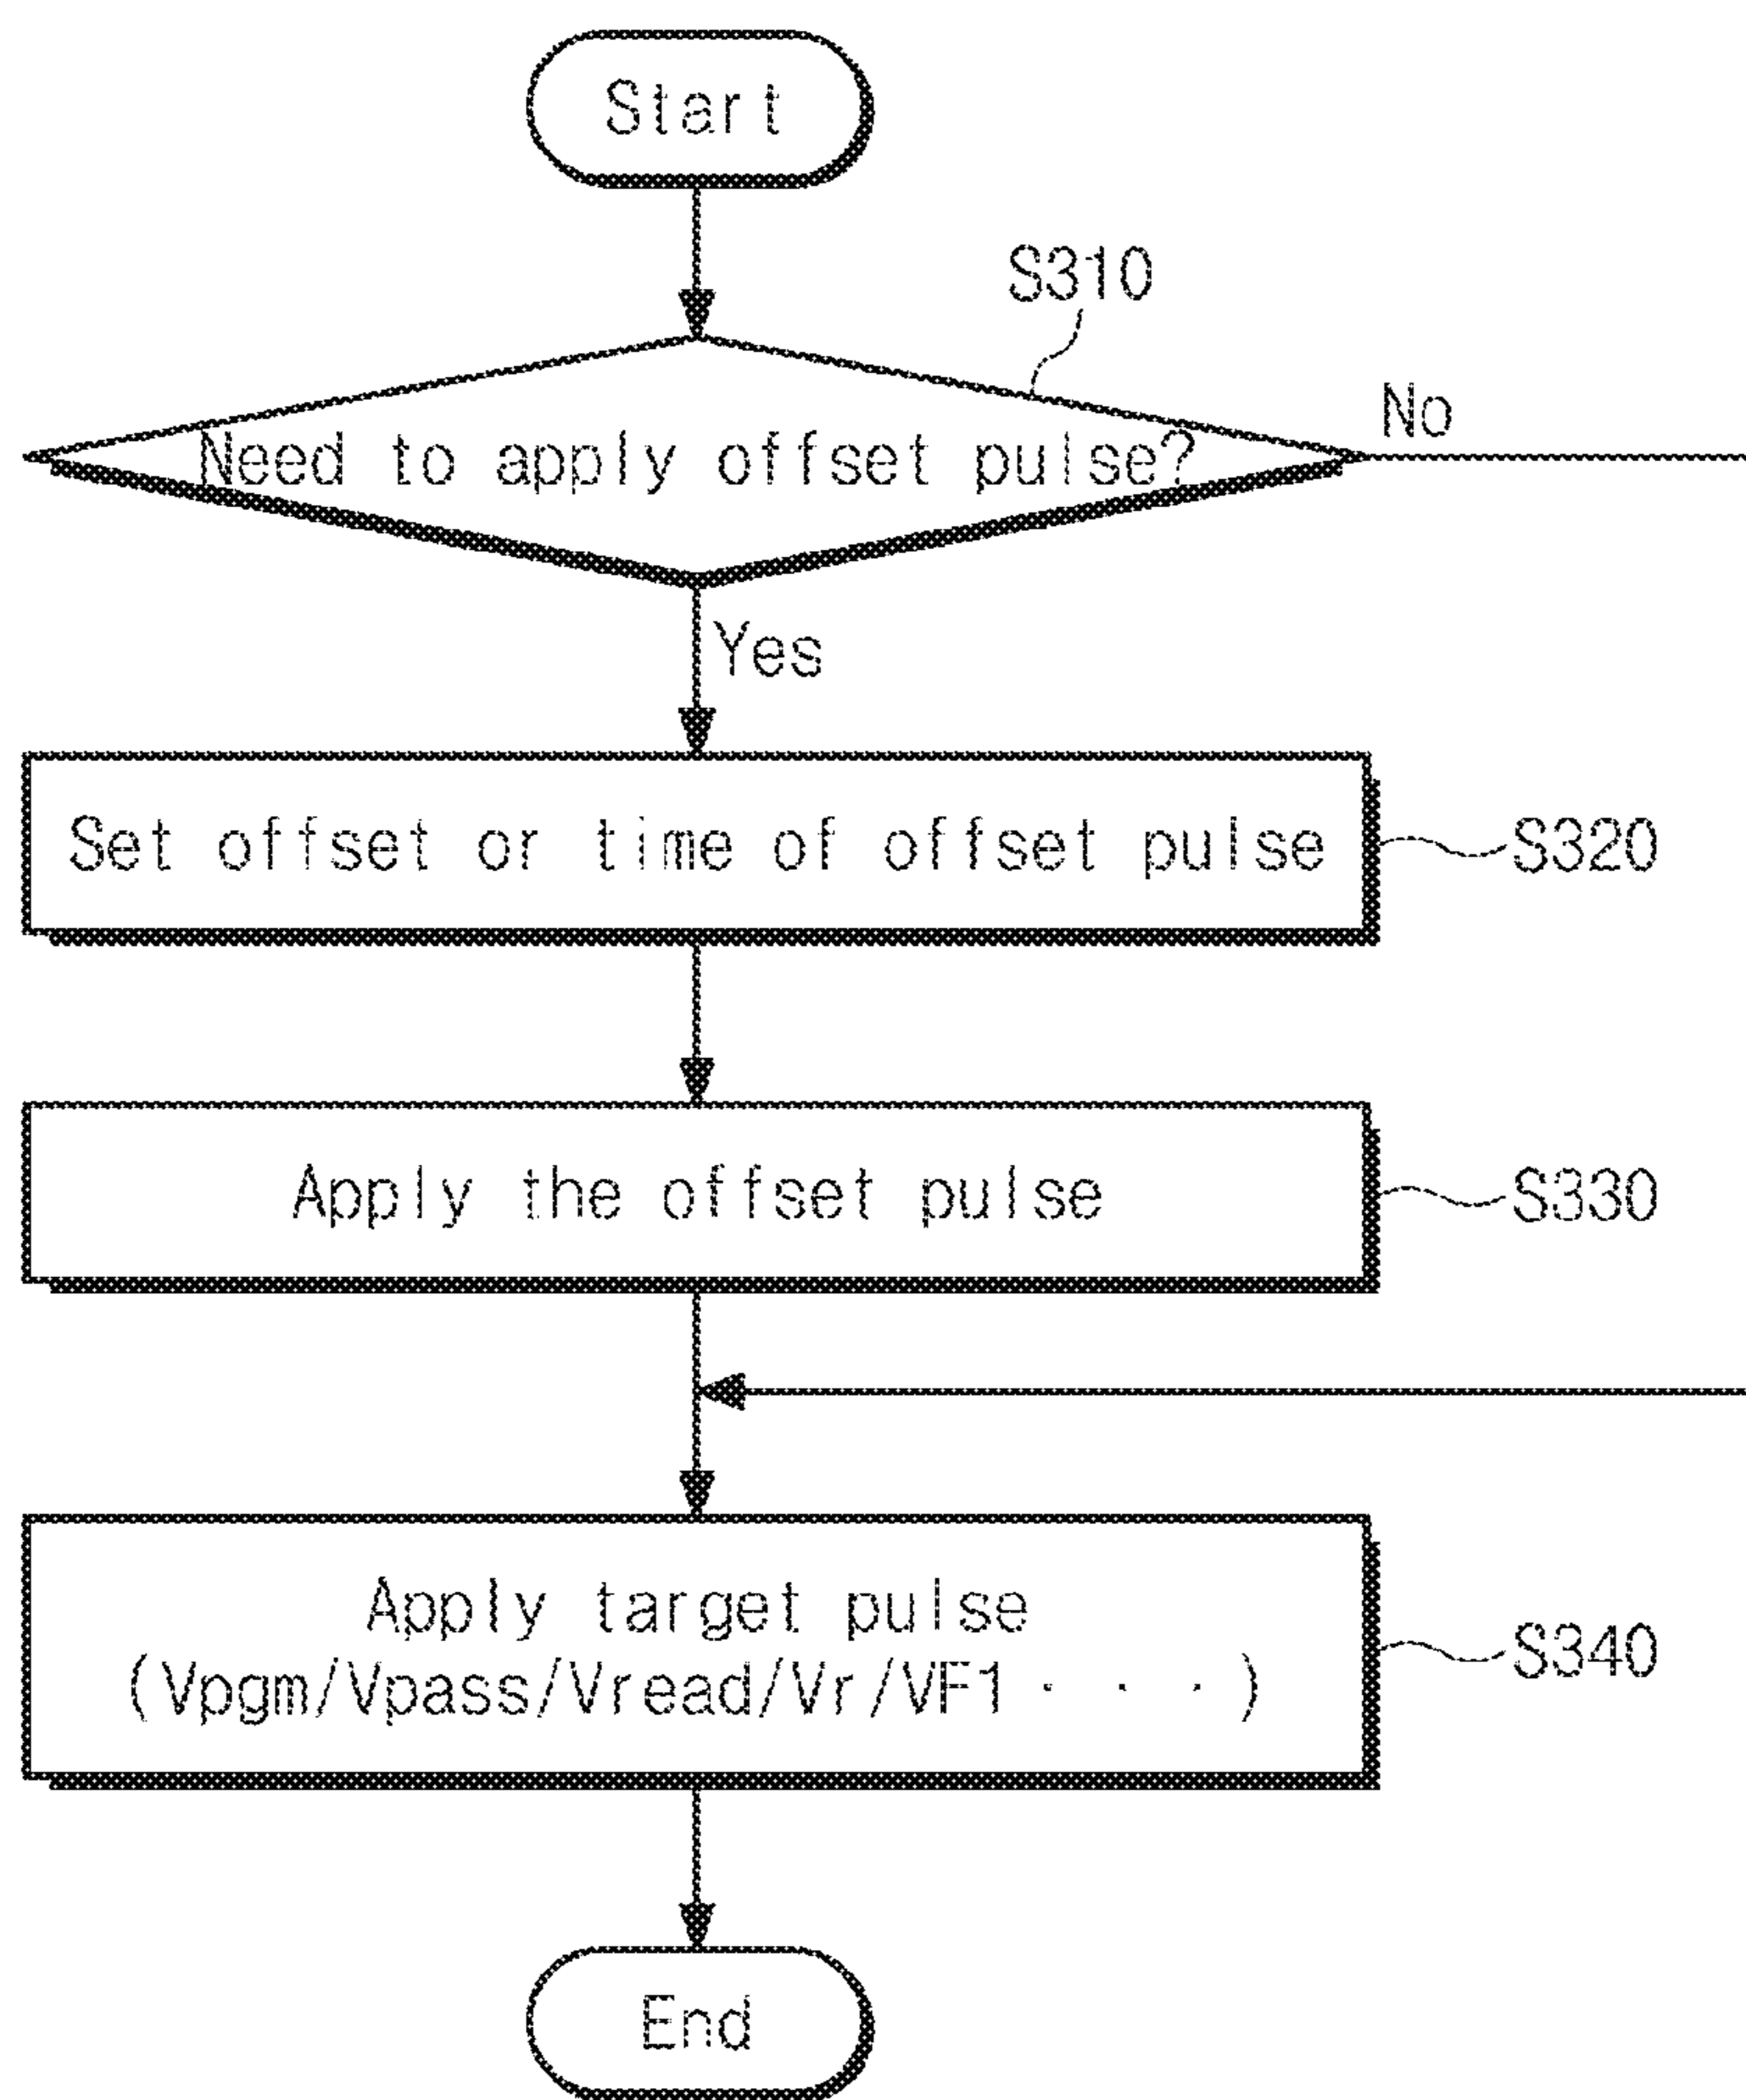 Start
S310
Need to apply offset pulse?
No
Yes
Set offset or time of offset pulse
S320
Apply the offset pulse
S330
Apply target pulse
(Vpgm/Vpass/Vread/Vr/VF1 · · · )
S340
End